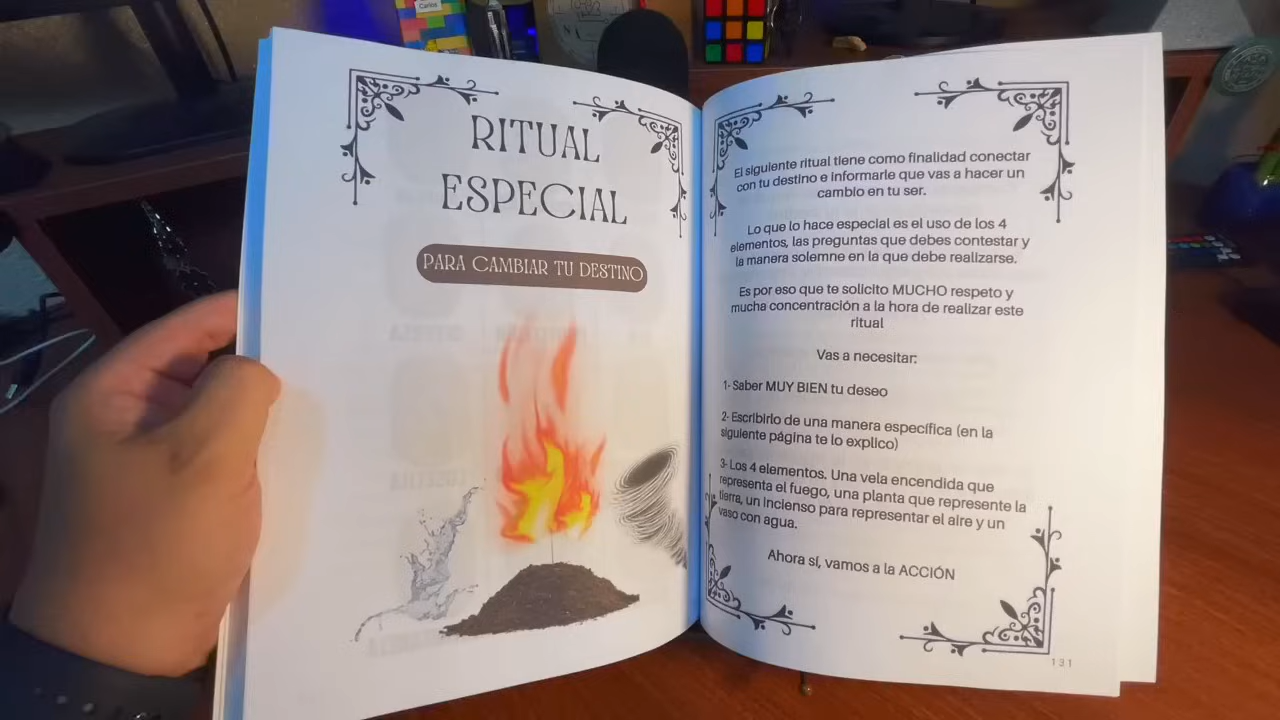 Carlos
RITUAL
ESPECIAL
PARA CAMBIAR TU DESTINO
El siguiente ritual tiene como finalidad conectar
con tu destino e informarle que vas a hacer un
cambio en tu ser.
Lo que lo hace especial es el uso de los 4
elementos, las preguntas que debes contestar y
la manera solemne en la que debe realizarse.
Es por eso que te solicito MUCHO respeto y
mucha concentración a la hora de realizar este
ritual
Vas a necesitar:
1- Saber MUY BIEN tu deseo
2- Escribirlo de una manera específica (en la
siguiente página te lo explico)
3- Los 4 elementos. Una vela encendida que
representa el fuego, una planta que represente la
tierra, un incienso para representar el aire y un
vaso con agua.
Ahora sí, vamos a la ACCIÓN
131